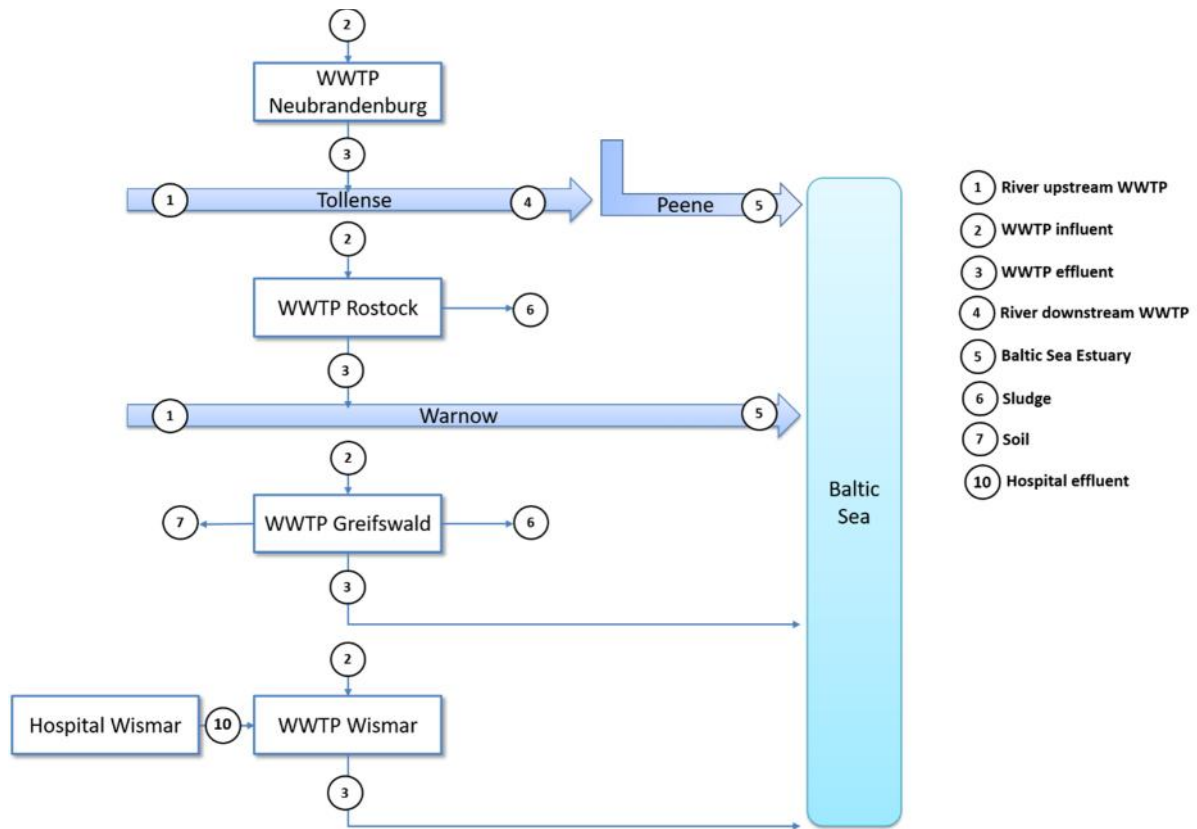 2
WWTP
Neubrandenburg
3
1
Tollense
4
Peene
5
2
WWTP Rostock
6
3
1
Warnow
5
2
7
WWTP Greifswald
6
3
2
Hospital Wismar
10
WWTP Wismar
3
Baltic
Sea
1 River upstream WWTP
2 WWTP influent
3 WWTP effluent
4 River downstream WWTP
5 Baltic Sea Estuary
6 Sludge
7 Soil
10 Hospital effluent